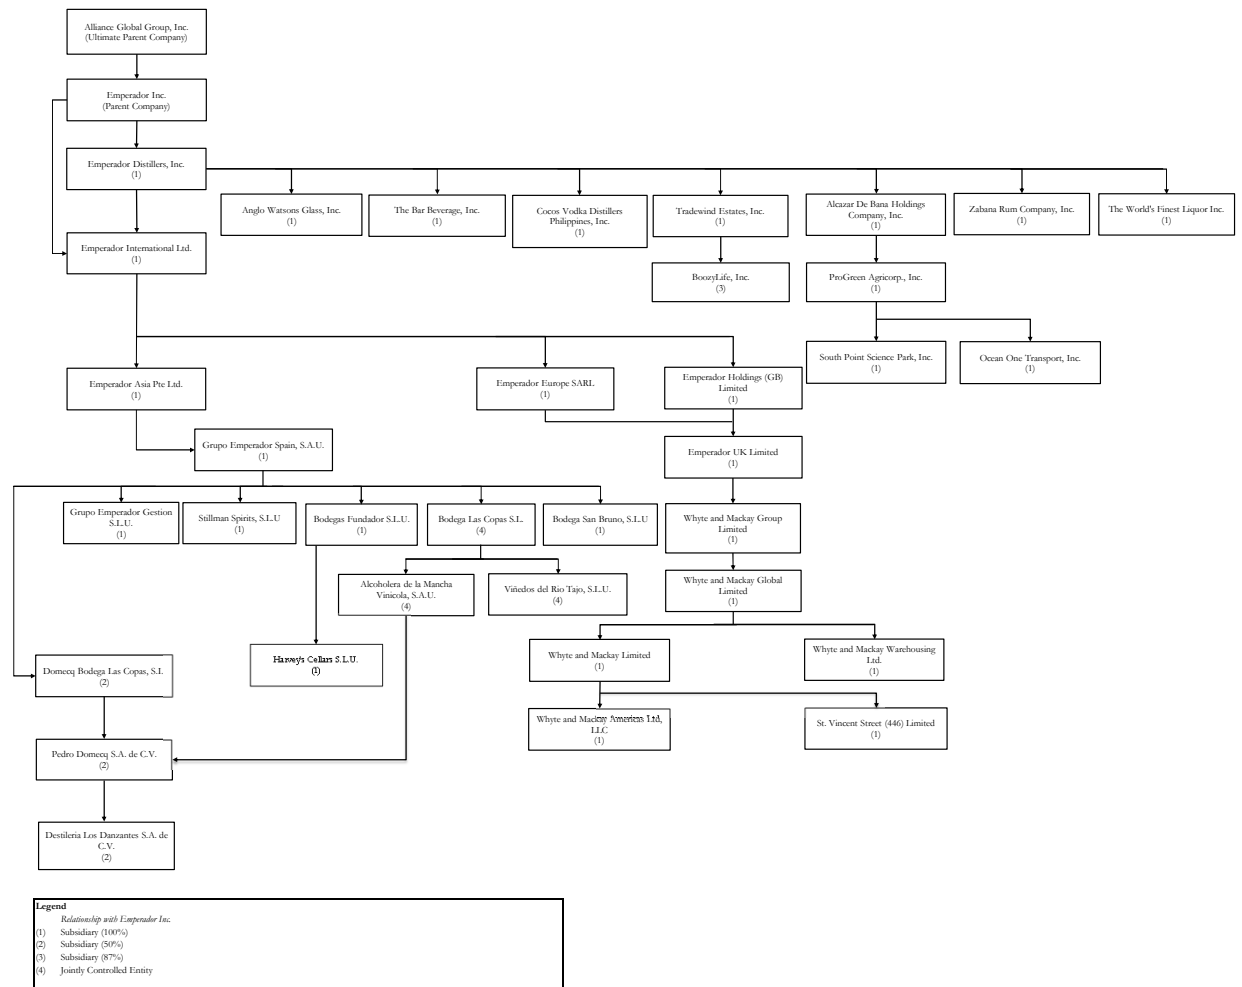 Alliance Global Group, Inc.
(Ultimate Parent Company)
Emperador Inc.
(Parent Company)
Emperador Distillers, Inc.
(1)
Anglo Watsons Glass, Inc.
(1)
The Bar Beverage, Inc.
(1)
Cocos Vodka Distillers
Philippines, Inc.
(1)
Tradewind Estates, Inc.
(1)
Alcazar De Bana Holdings
Company, Inc.
(1)
Zabana Rum Company, Inc.
(1)
The World's Finest Liquor Inc.
(1)
Emperador International Ltd.
(1)
BoozyLife, Inc.
(3)
ProGreen Agricorp., Inc.
(1)
South Point Science Park, Inc.
(1)
Ocean One Transport, Inc.
(1)
Emperador Asia Pte Ltd.
(1)
Emperador Europe SARL
(1)
Emperador Holdings (GB)
Limited
(1)
Grupo Emperador Spain, S.A.U.
(1)
Emperador UK Limited
(1)
Grupo Emperador Gestion
S.L.U.
(1)
Stillman Spirits, S.L.U
(1)
Bodegas Fundador S.L.U.
(1)
Bodega Las Copas S.L.
(4)
Bodega San Bruno, S.L.U
(1)
Whyte and Mackay Group
Limited
(1)
Alcoholera de la Mancha
Vinicola, S.A.U.
(4)
Viñedos del Rio Tajo, S.L.U.
(4)
Whyte and Mackay Global
Limited
(1)
Harvey's Cellars S.L.U.
(1)
Whyte and Mackay Limited
(1)
Whyte and Mackay Warehousing
Ltd.
(1)
Domecq Bodega Las Copas, S.L
(2)
Whyte and Mackay Americas Ltd,
LLC
(1)
St. Vincent Street (446) Limited
(1)
Pedro Domecq S.A. de C.V.
(2)
Destileria Los Danzantes S.A. de
C.V.
(2)
Legend
Relationship with Emperador Inc.
(1) Subsidiary (100%)
(2) Subsidiary (50%)
(3) Subsidiary (87%)
(4) Jointly Controlled Entity